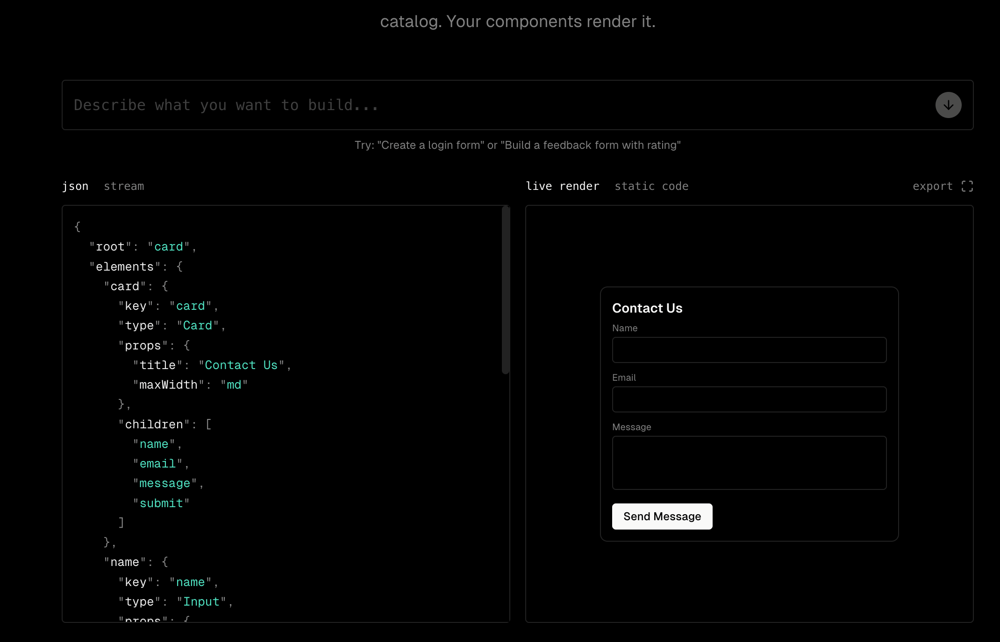 catalog. Your components render it.
Describe what you want to build...
Try: "Create a login form" or "Build a feedback form with rating"
json stream
{
"root": "card",
"elements": {
"card": {
"key": "card",
"type": "Card",
"props": {
"title": "Contact Us",
"maxWidth": "md"
},
"children": [
"name",
"email",
"message",
"submit"
]
},
"name": {
"key": "name",
"type": "Input",
"props": {
live render static code export
Contact Us
Name
Email
Message
Send Message